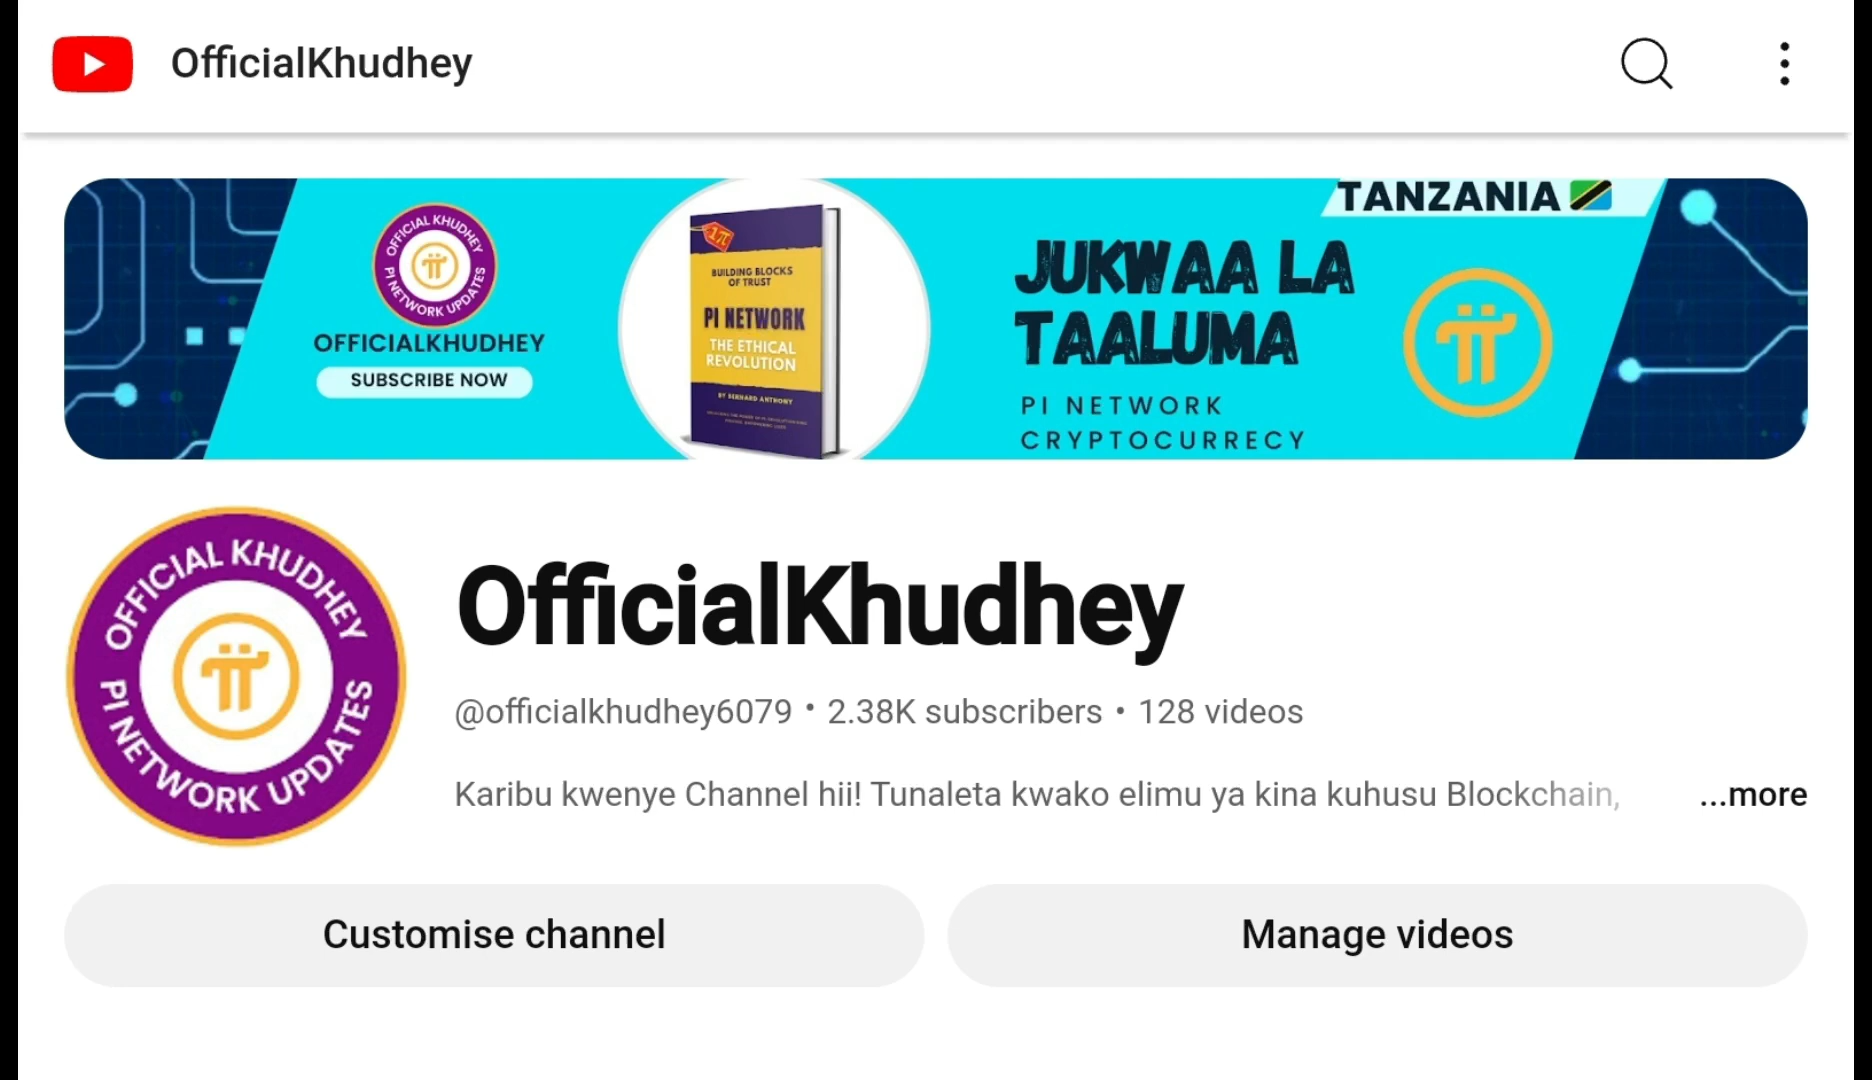 OfficialKhudhey
TANZANIA
OFFICIAL KHUDHEY
PI NETWORK UPDATES
OFFICIALKHUDHEY
SUBSCRIBE NOW
1π
BUILDING BLOCKS
OF TRUST
PI NETWORK
THE ETHICAL
REVOLUTION
BY BERNARD ANTHONY
JUKWAA LA
TAALUMA
PI NETWORK
CRYPTOCURRECY
OFFICIAL KHUDHEY
PI NETWORK UPDATES
OfficialKhudhey
@officialkhudhey6079 • 2.38K subscribers • 128 videos
Karibu kwenye Channel hii! Tunaleta kwako elimu ya kina kuhusu Blockchain, ...more
Customise channel
Manage videos